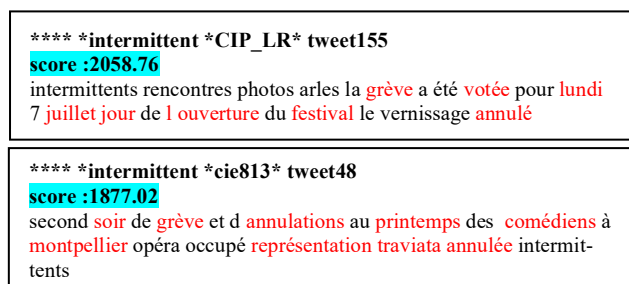 **** *intermittent *CIP_LR* tweet155
score :2058.76
intermittents rencontres photos arles la grève a été votée pour lundi
7 juillet jour de l ouverture du festival le vernissage annulé
**** *intermittent *cie813* tweet48
score :1877.02
second soir de grève et d annulations au printemps des comédiens à
montpellier opéra occupé représentation traviata annulée intermit-
tents